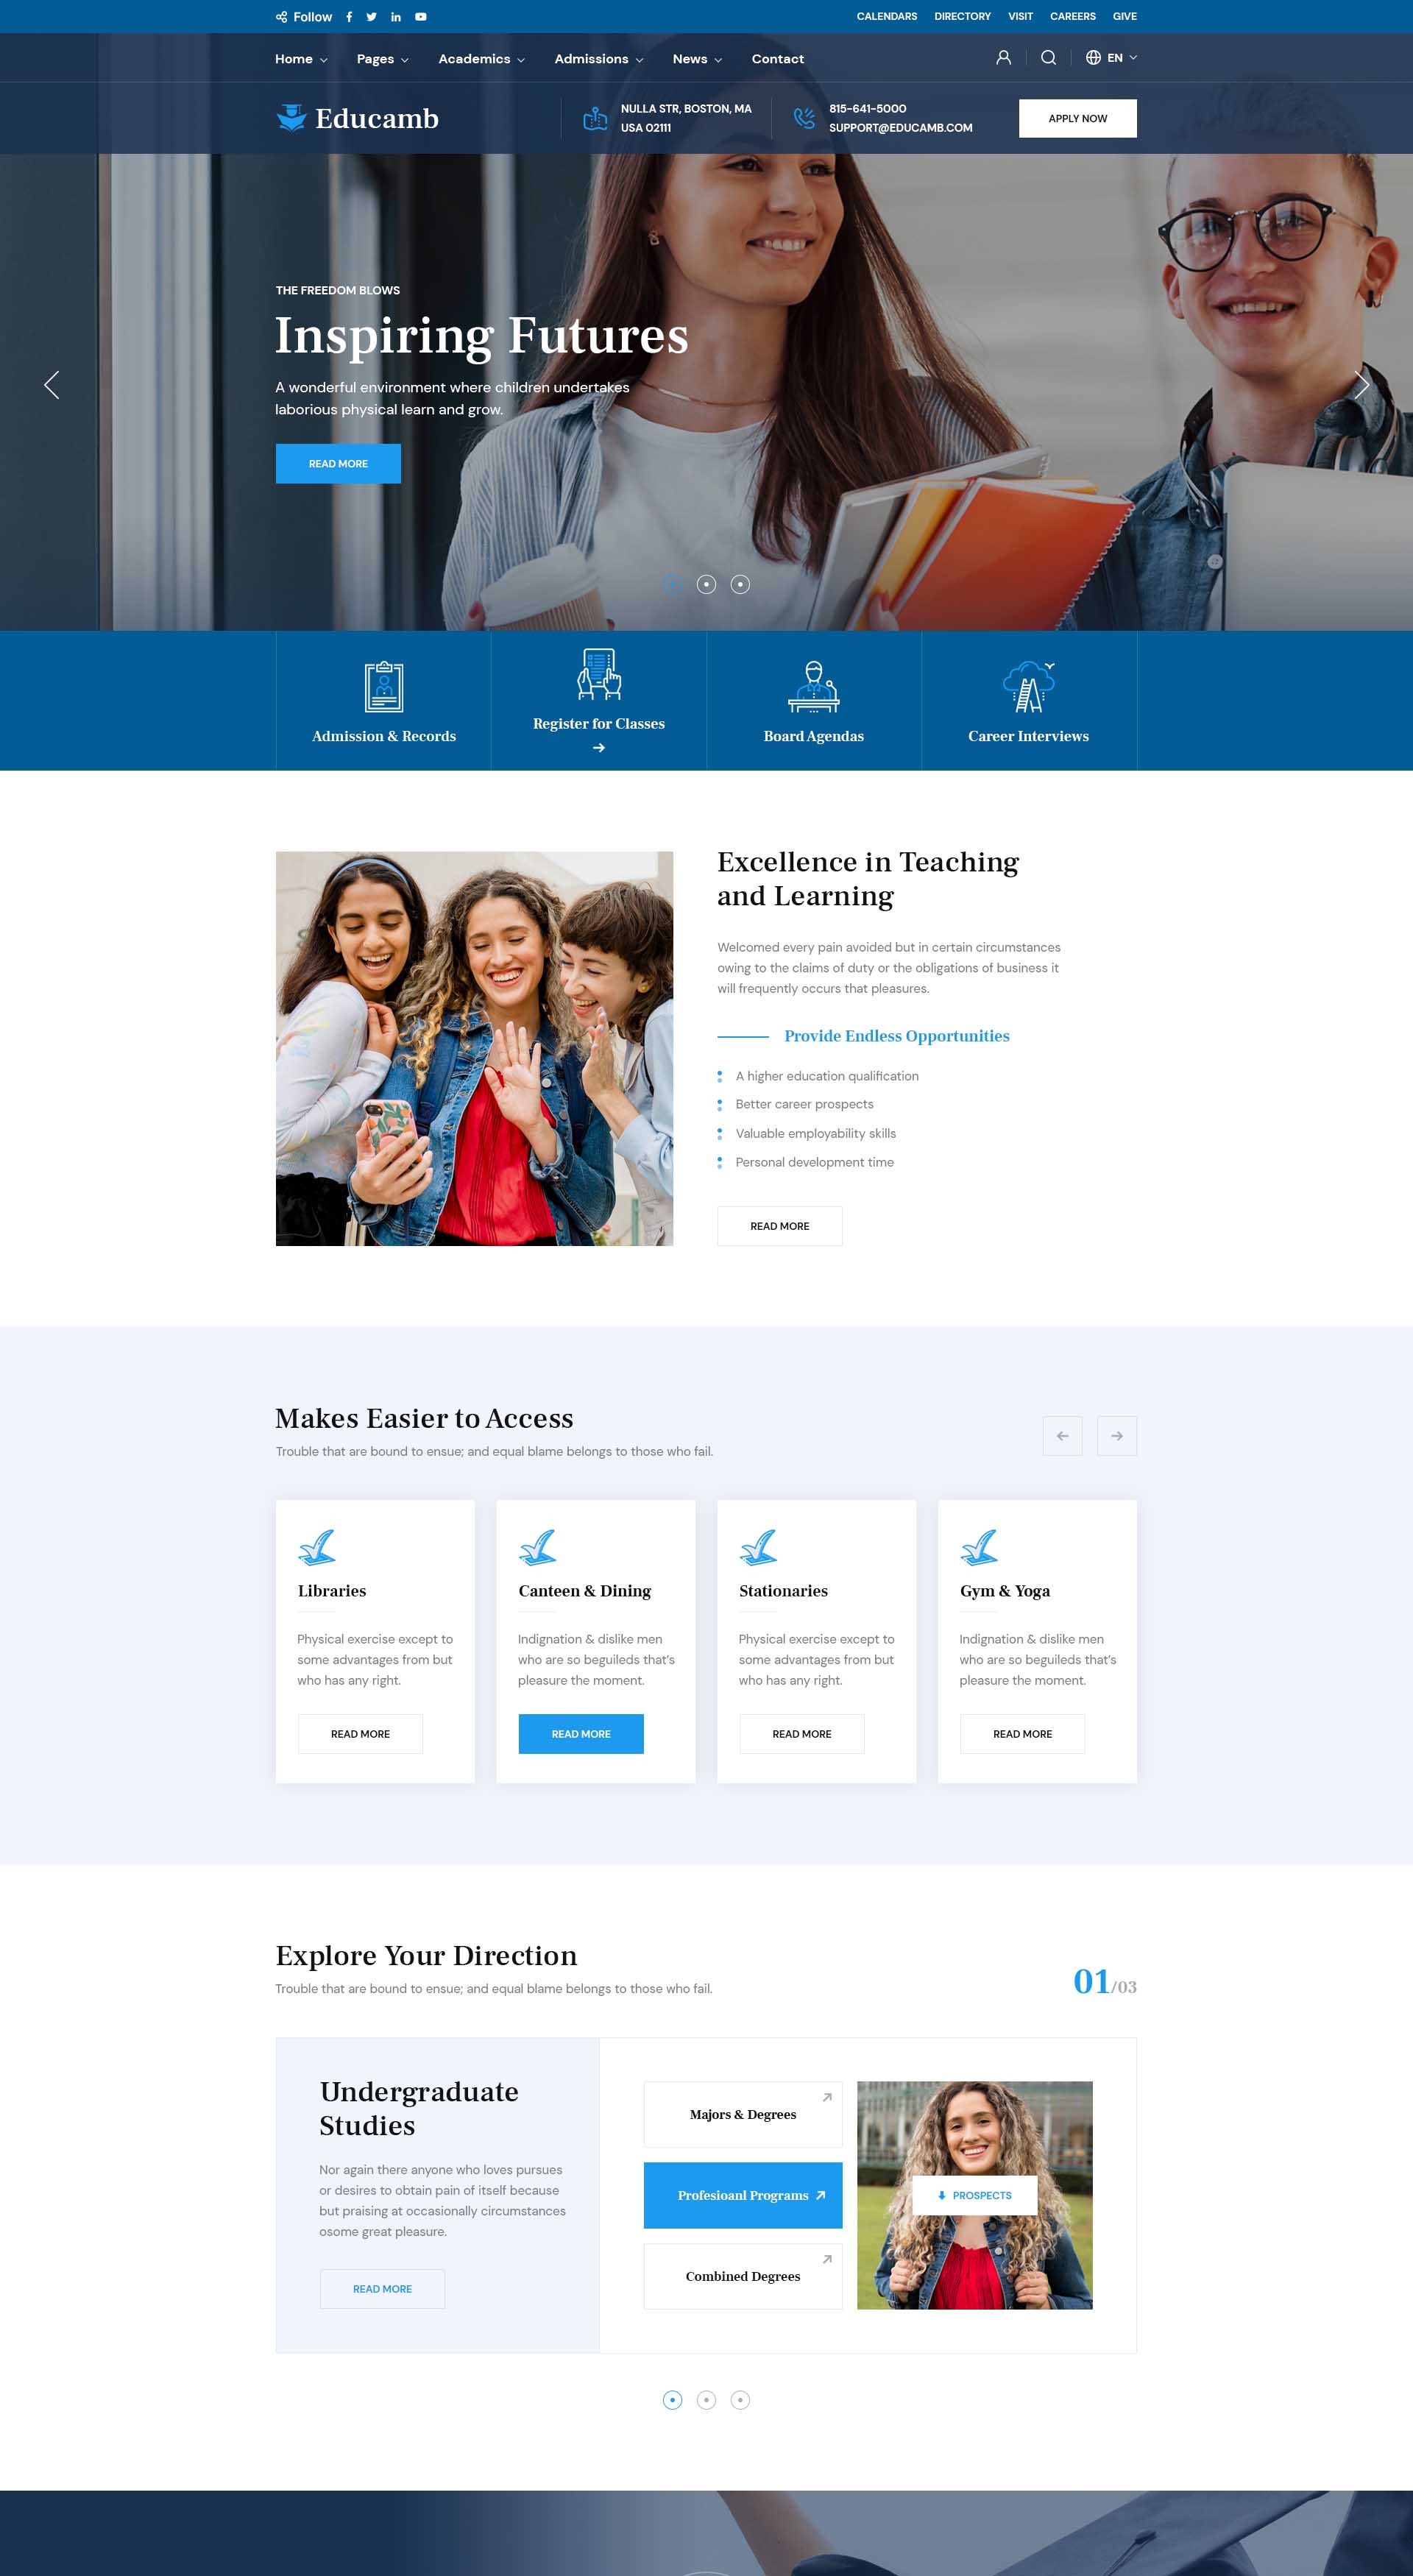 Follow
CALENDARS DIRECTORY VISIT CAREERS GIVE
Home Pages Academics Admissions News Contact
EN
Educamb
NULLA STR, BOSTON, MA
USA 02111
815-641-5000
SUPPORT@EDUCAMB.COM
APPLY NOW
THE FREEDOM BLOWS
Inspiring Futures
A wonderful environment where children undertakes
laborious physical learn and grow.
READ MORE
Admission & Records
Register for Classes
Board Agendas
Career Interviews
Excellence in Teaching
and Learning
Welcomed every pain avoided but in certain circumstances
owing to the claims of duty or the obligations of business it
will frequently occurs that pleasures.
Provide Endless Opportunities
A higher education qualification
Better career prospects
Valuable employability skills
Personal development time
READ MORE
Makes Easier to Access
Trouble that are bound to ensue; and equal blame belongs to those who fail.
Libraries
Physical exercise except to
some advantages from but
who has any right.
READ MORE
Canteen & Dining
Indignation & dislike men
who are so beguileds that's
pleasure the moment.
READ MORE
Stationaries
Physical exercise except to
some advantages from but
who has any right.
READ MORE
Gym & Yoga
Indignation & dislike men
who are so beguileds that's
pleasure the moment.
READ MORE
Explore Your Direction
Trouble that are bound to ensue; and equal blame belongs to those who fail.
01/03
Undergraduate
Studies
Nor again there anyone who loves pursues
or desires to obtain pain of itself because
but praising at occasionally circumstances
osome great pleasure.
READ MORE
Majors & Degrees
Profesioanl Programs
Combined Degrees
PROSPECTS